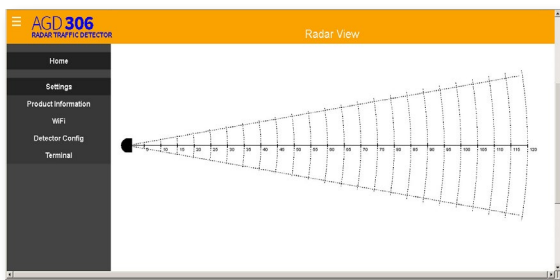 AGD 306
RADAR TRAFFIC DETECTOR
Radar View
Home
Settings
Product Information
WiFi
Detector Config
Terminal
5 10 15 20 25 30 35 40 45 50 55 60 65 70 75 80 85 90 95 100 105 110 115 120